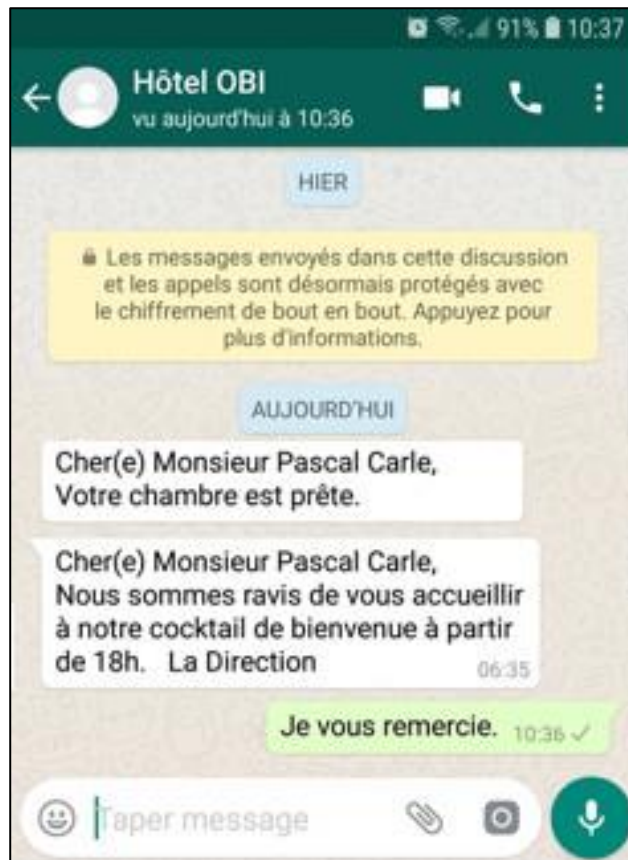 91% 10:37
Hôtel OBI
vu aujourd'hui à 10:36
HIER
Les messages envoyés dans cette discussion
et les appels sont désormais protégés avec
le chiffrement de bout en bout. Appuyez pour
plus d'informations.
AUJOURD'HUI
Cher(e) Monsieur Pascal Carle,
Votre chambre est prête.
Cher(e) Monsieur Pascal Carle,
Nous sommes ravis de vous accueillir
à notre cocktail de bienvenue à partir
de 18h. La Direction 06:35
Je vous remercie. 10:36
Taper message